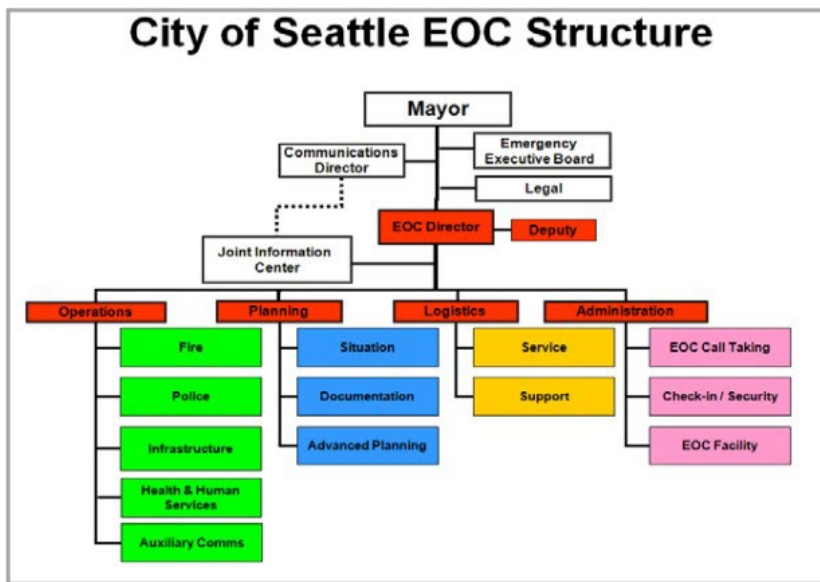 City of Seattle EOC Structure
Mayor
Communications
Director
Emergency
Executive Board
Legal
EOC Director
Deputy
Joint Information
Center
Operations
Planning
Logistics
Administration
Fire
Situation
Service
EOC Call Taking
Police
Documentation
Support
Check-in / Security
Infrastructure
Advanced Planning
EOC Facility
Health & Human
Services
Auxiliary Comms